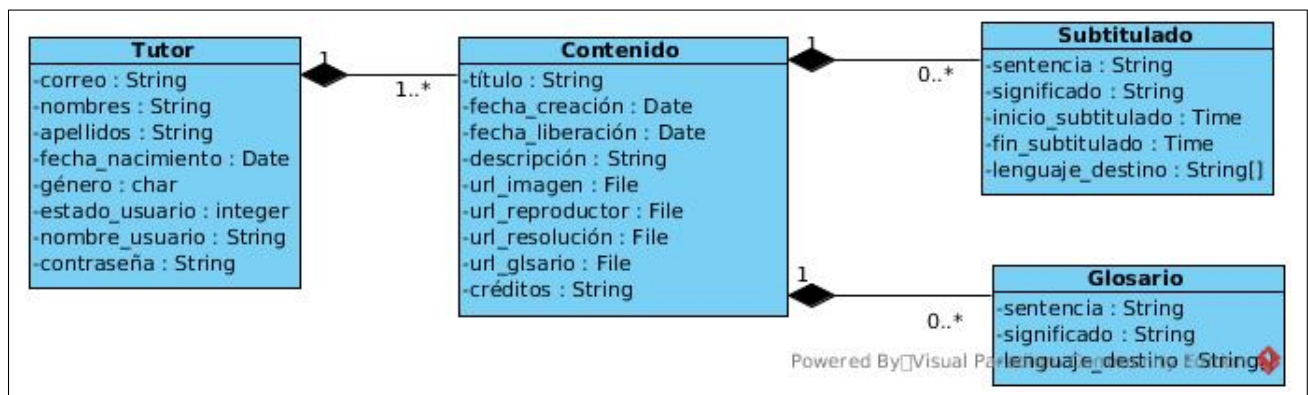 Tutor
-correo : String
-nombres : String
-apellidos : String
-fecha_nacimiento : Date
-género : char
-estado_usuario : integer
-nombre_usuario : String
-contraseña : String
1
1..*
Contenido
-título : String
-fecha_creación : Date
-fecha_liberación : Date
-descripción : String
-url_imagen : File
-url_reproductor : File
-url_resolución : File
-url_glsario : File
-créditos : String
1
0..*
Subtitulado
-sentencia : String
-significado : String
-inicio_subtitulado : Time
-fin_subtitulado : Time
-lenguaje_destino : String[]
1
0..*
Glosario
-sentencia : String
-significado : String
-lenguaje_destino : String
Powered By Visual